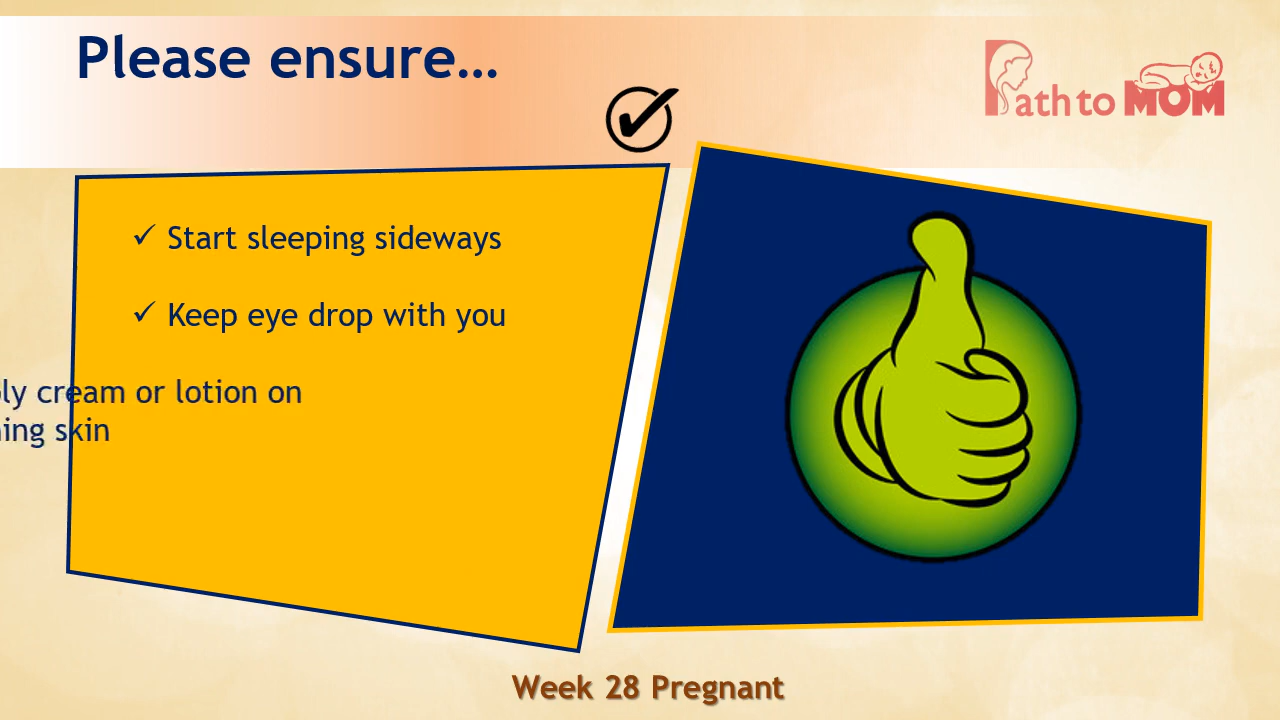 Please ensure...
Path to MOM
✓ Start sleeping sideways
✓ Keep eye drop with you
cream or lotion on
skin
Week 28 Pregnant